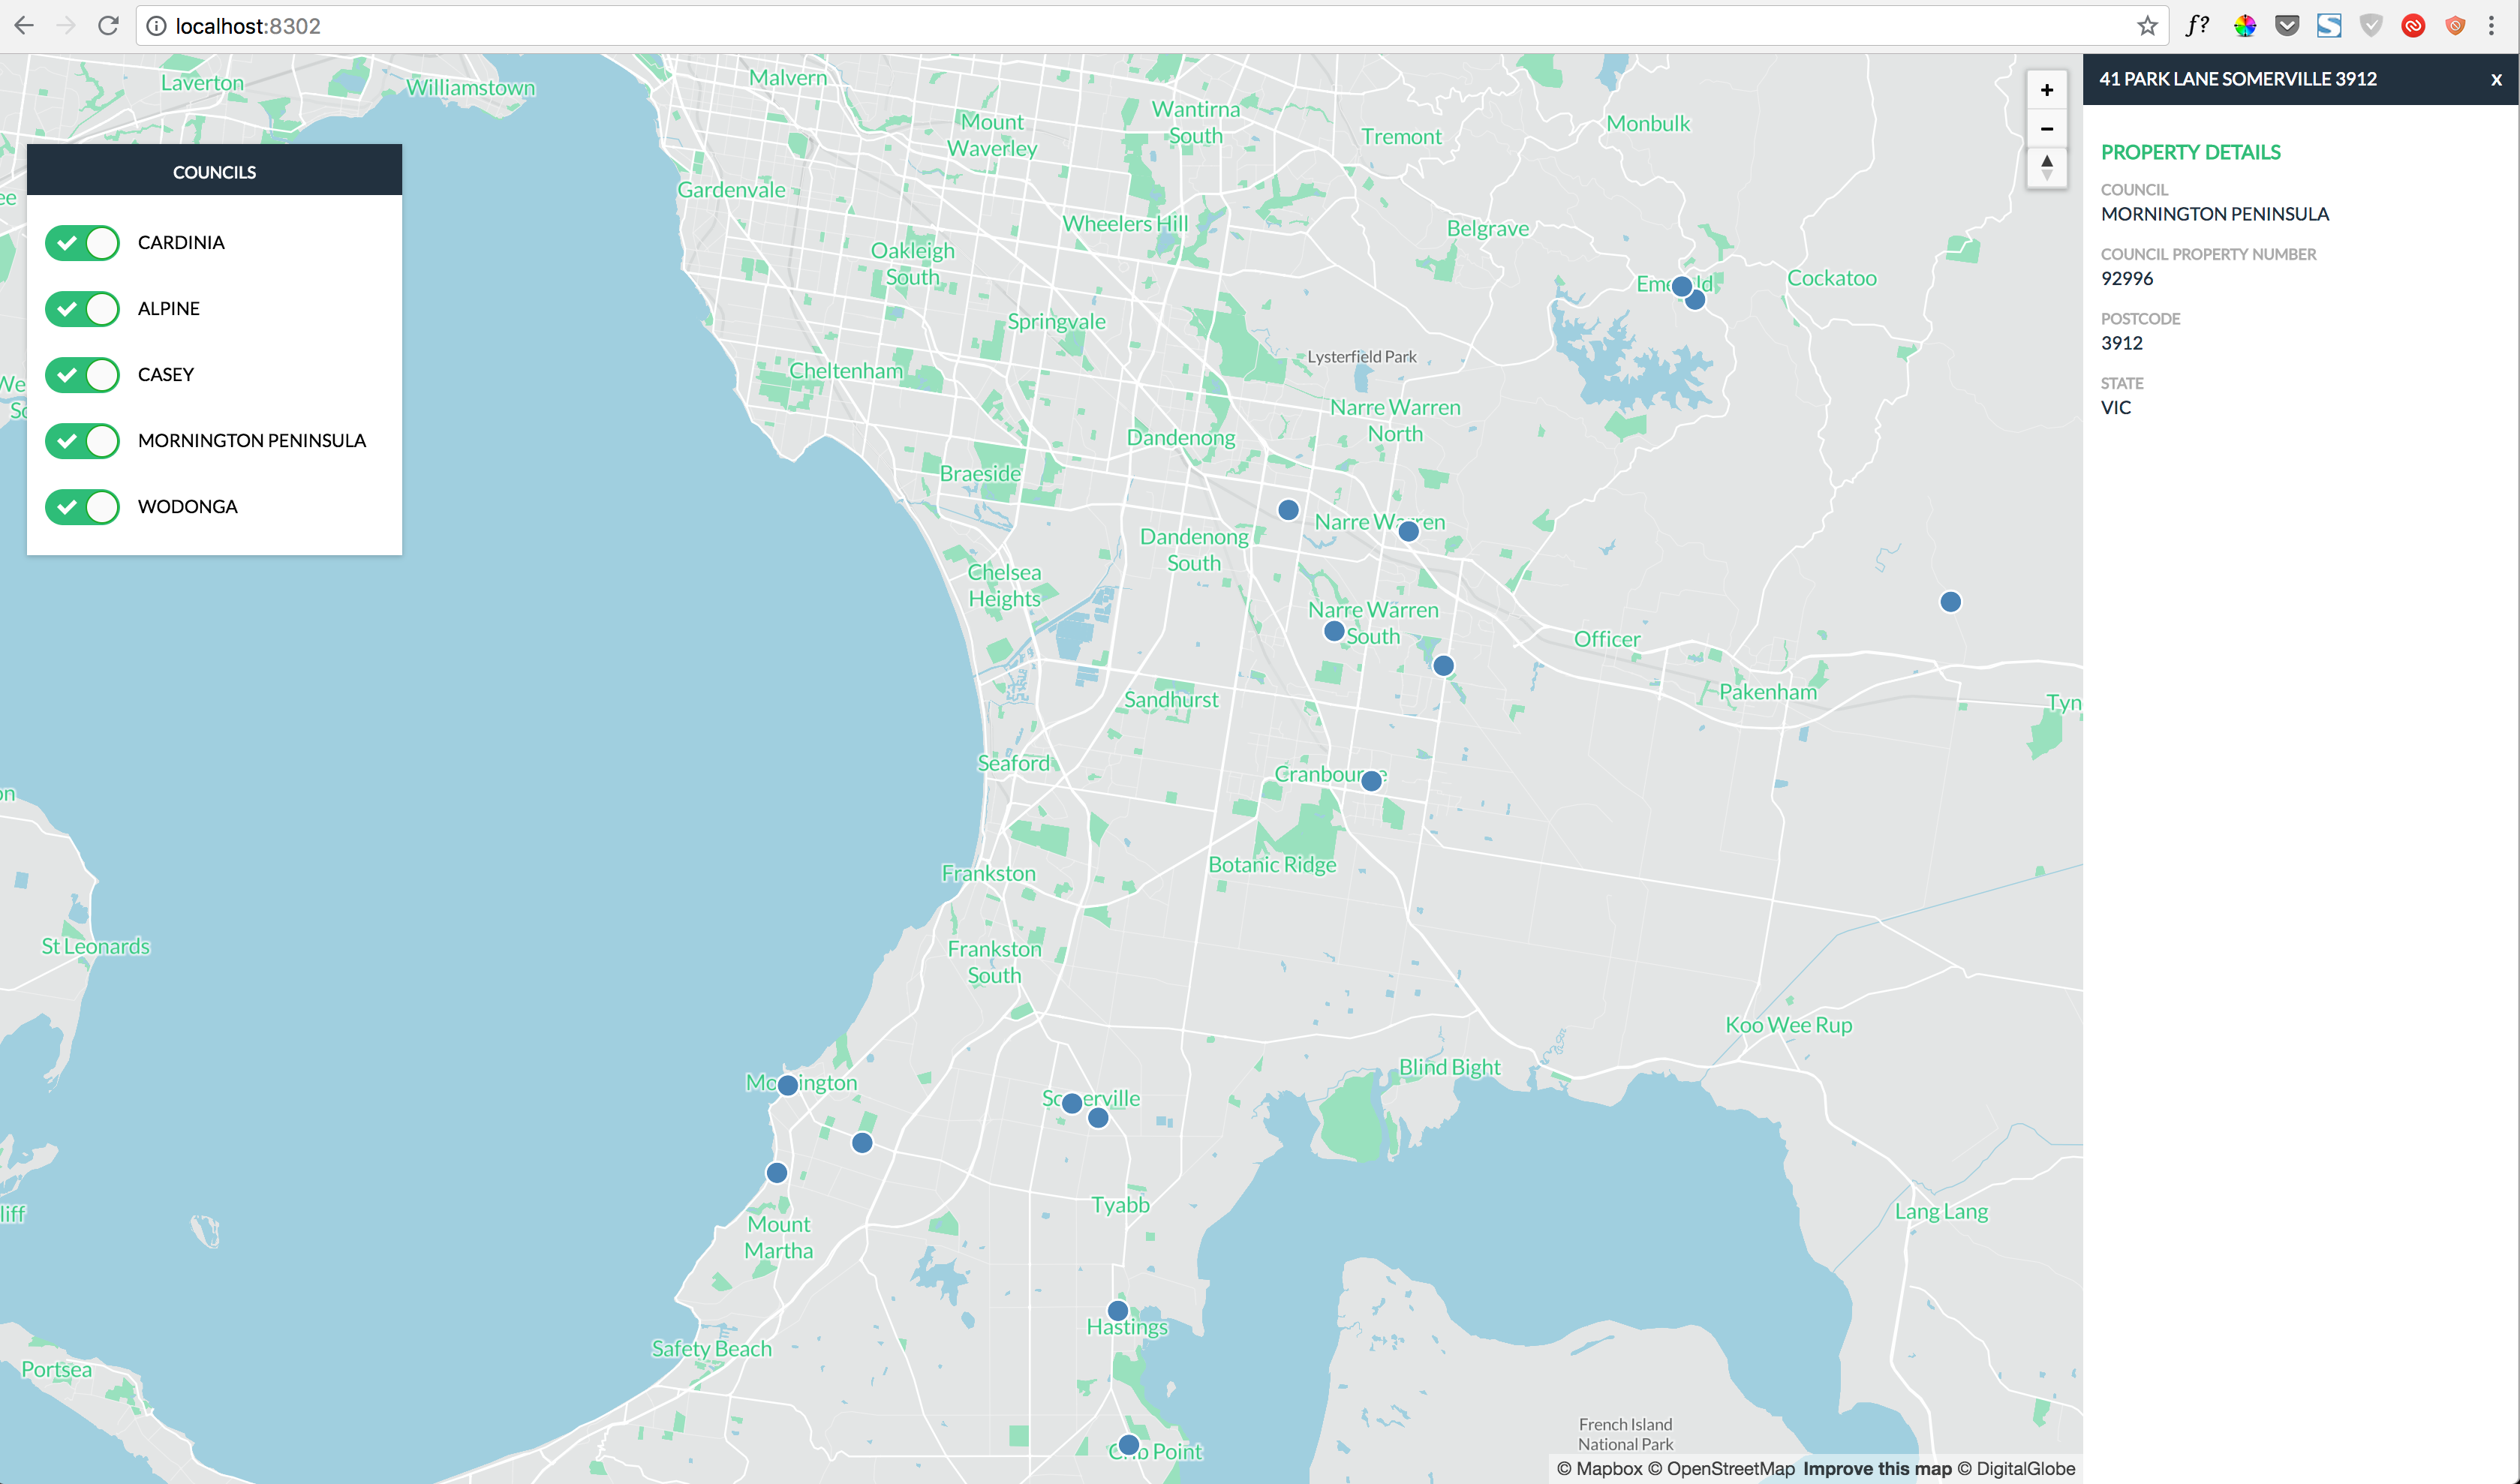 localhost:8302
f?
S
Laverton
Williamstown
Malvern
Mount
Waverley
Wantirna
South
Tremont
Monbulk
Gardenvale
Wheelers Hill
Oakleigh
South
Belgrave
Cockatoo
Springvale
Lysterfield Park
Cheltenham
Narre Warren
North
Dandenong
Braeside
Narre Warren
Dandenong
South
Chelsea
Heights
Narre Warren
South
Officer
Sandhurst
Pakenham
Tyn
Seaford
Cranbourne
Botanic Ridge
Frankston
St Leonards
Frankston
South
Koo Wee Rup
Blind Bight
Tyabb
Mount
Martha
Lang Lang
Hastings
Safety Beach
Portsea
French Island
National Park
liff
COUNCILS
CARDINIA
ALPINE
CASEY
MORNINGTON PENINSULA
WODONGA
+
−
41 PARK LANE SOMERVILLE 3912
X
PROPERTY DETAILS
COUNCIL
MORNINGTON PENINSULA
COUNCIL PROPERTY NUMBER
92996
POSTCODE
3912
STATE
VIC
© Mapbox © OpenStreetMap Improve this map © DigitalGlobe